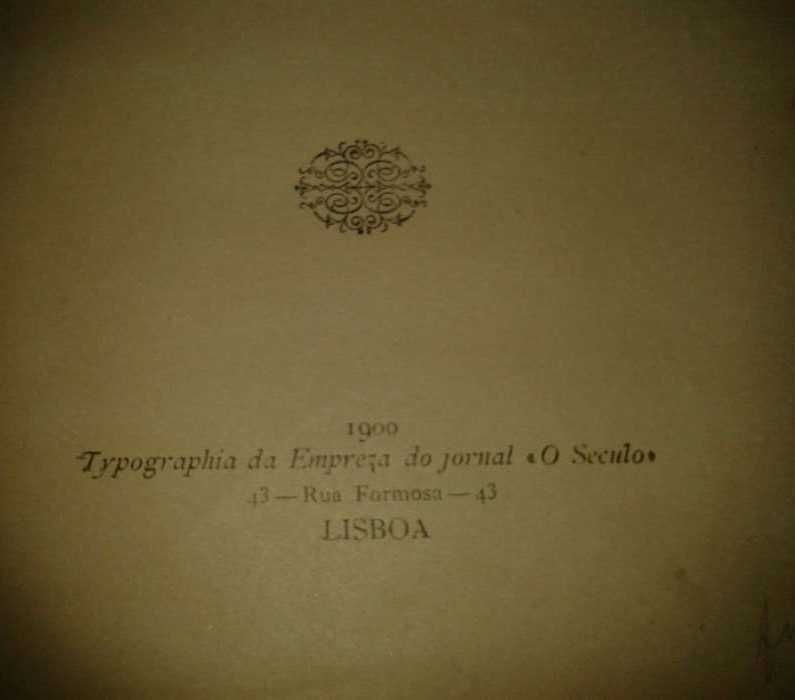 1900
Typographia da Empreza do jornal «O Seculo»
43 — Rua Formosa — 43
LISBOA